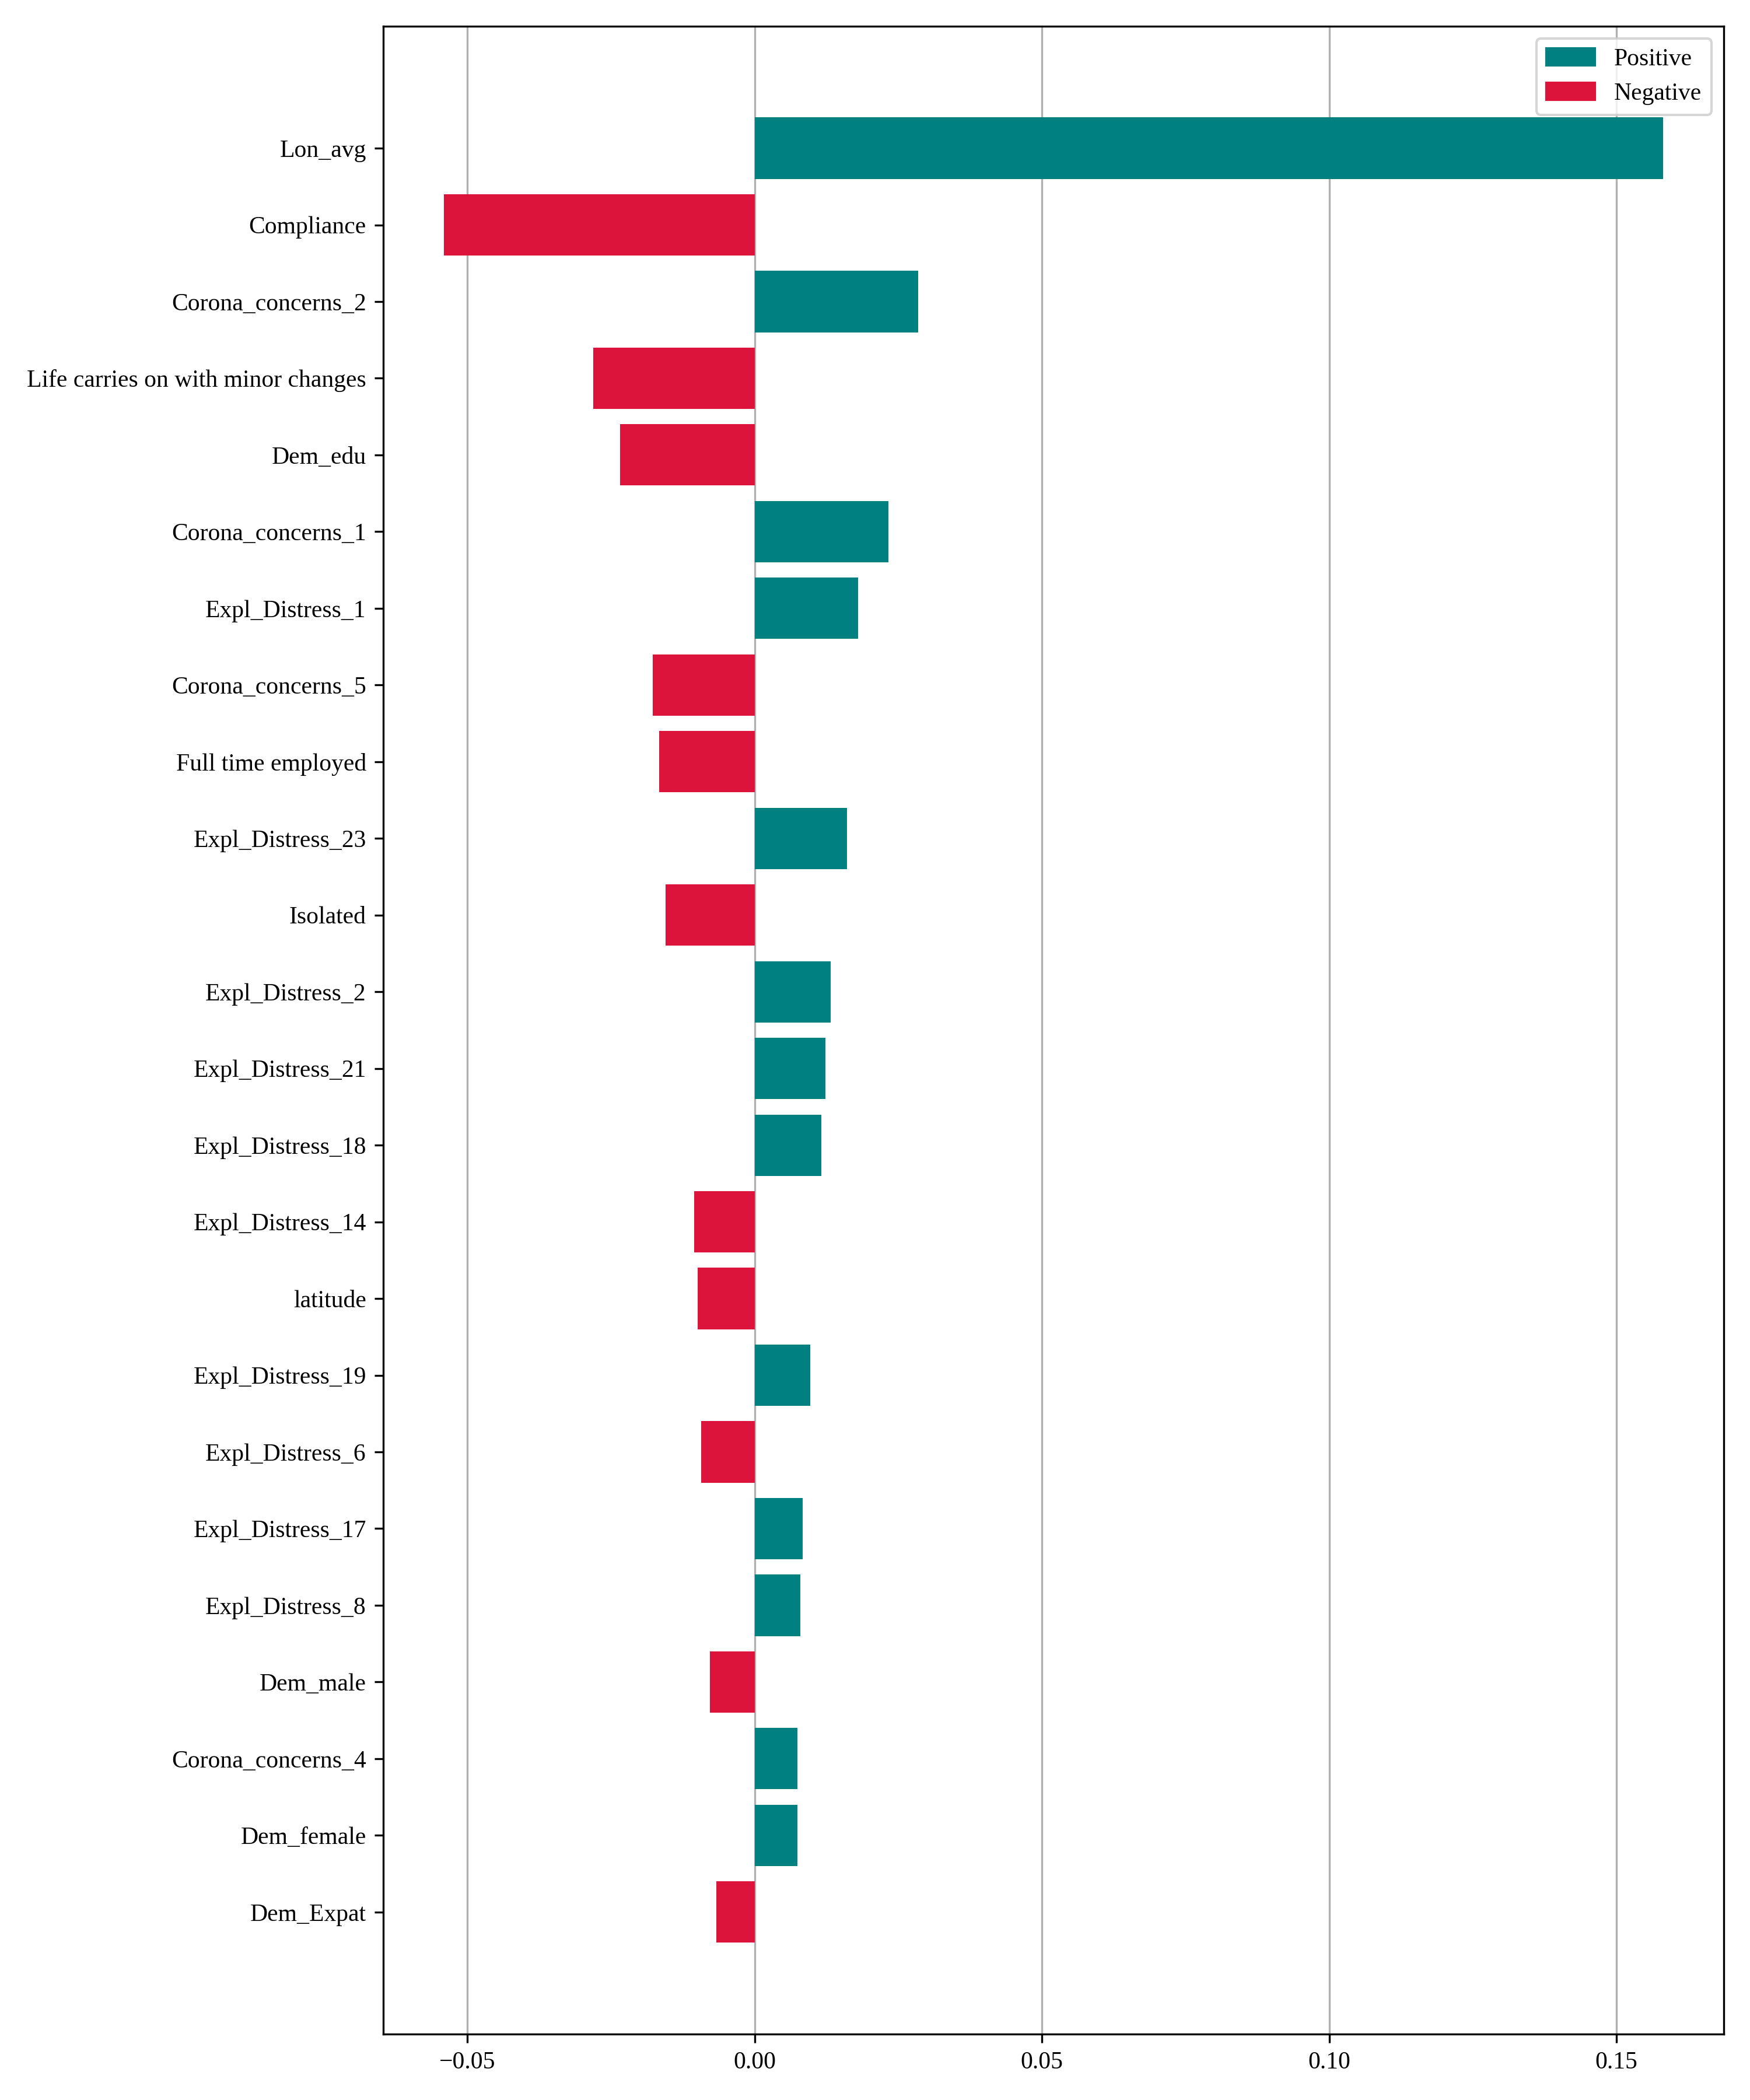 Positive
Negative
Lon_avg
Compliance
Corona_concerns_2
Life carries on with minor changes
Dem_edu
Corona_concerns_1
Expl_Distress_1
Corona_concerns_5
Full time employed
Expl_Distress_23
Isolated
Expl_Distress_2
Expl_Distress_21
Expl_Distress_18
Expl_Distress_14
latitude
Expl_Distress_19
Expl_Distress_6
Expl_Distress_17
Expl_Distress_8
Dem_male
Corona_concerns_4
Dem_female
Dem_Expat
−0.05 0.00 0.05 0.10 0.15